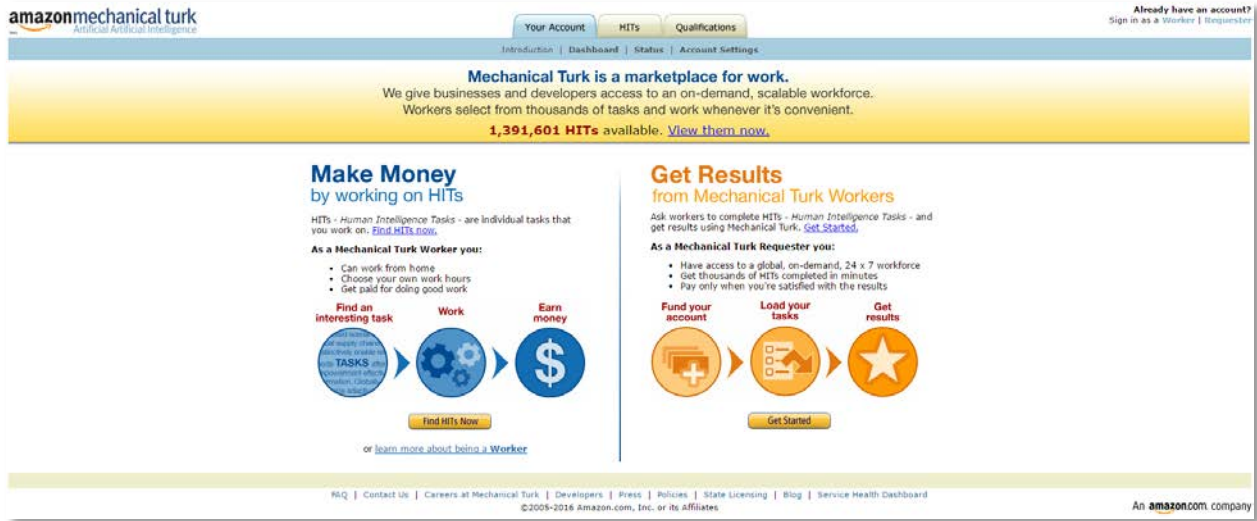 amazonmechanical turk
Artificial Artificial Intelligence
Your Account
HITs
Qualifications
Already have an account?
Sign in as a Worker | Requester
Introduction | Dashboard | Status | Account Settings
Mechanical Turk is a marketplace for work.
We give businesses and developers access to an on-demand, scalable workforce.
Workers select from thousands of tasks and work whenever it's convenient.
1,391,601 HITs available. View them now.
Make Money
by working on HITs
HITs - Human Intelligence Tasks - are individual tasks that
you work on. Find HITs now.
As a Mechanical Turk Worker you:
• Can work from home
• Choose your own work hours
• Get paid for doing good work
Find an
interesting task
Work
Earn
money
TASKS
$
Find HITs Now
or learn more about being a Worker
Get Results
from Mechanical Turk Workers
Ask workers to complete HITs - Human Intelligence Tasks - and
get results using Mechanical Turk. Get Started.
As a Mechanical Turk Requester you:
• Have access to a global, on-demand, 24 x 7 workforce
• Get thousands of HITs completed in minutes
• Pay only when you're satisfied with the results
Fund your
account
Load your
tasks
Get
results
Get Started
FAQ | Contact Us | Careers at Mechanical Turk | Developers | Press | Policies | State Licensing | Blog | Service Health Dashboard
©2005-2016 Amazon.com, Inc. or its Affiliates
An amazon.com. company